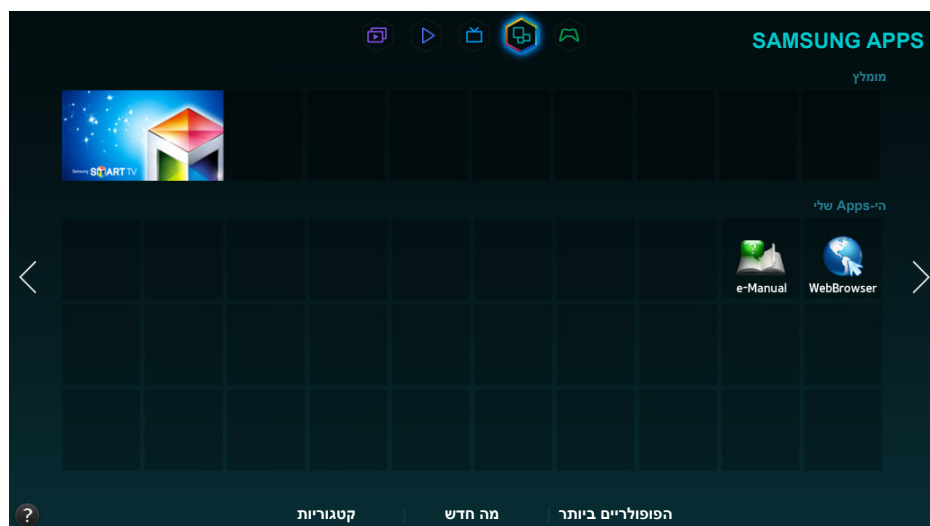 SAMSUNG APPS
מומלץ
Samsung SMART TV
הי-Apps שלי
WebBrowser
e-Manual
הפופולריים ביותר
מה חדש
קטגוריות
?